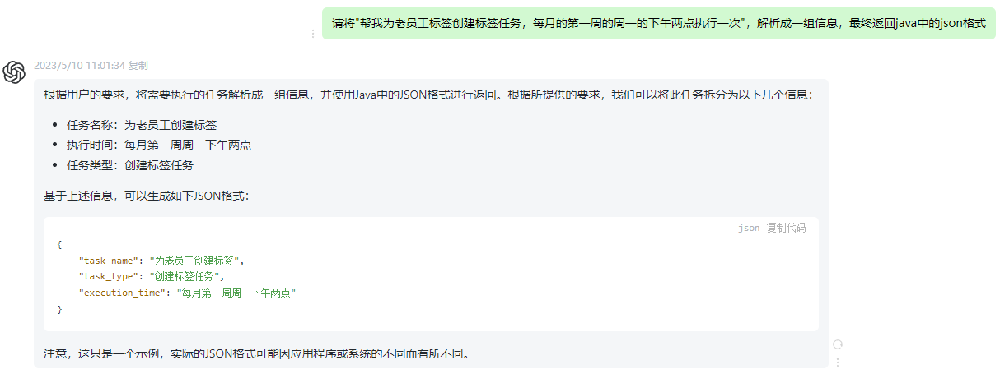 请将"帮我为老员工标签创建标签任务，每月的第一周的周一的下午两点执行一次"，解析成一组信息，最终返回java中的json格式
2023/5/10 11:01:34 复制
根据用户的要求，将需要执行的任务解析成一组信息，并使用Java中的JSON格式进行返回。根据所提供的要求，我们可以将此任务拆分为以下几个信息：
• 任务名称：为老员工创建标签
• 执行时间：每月第一周周一下午两点
• 任务类型：创建标签任务
基于上述信息，可以生成如下JSON格式：
json 复制代码
{
"task_name": "为老员工创建标签",
"task_type": "创建标签任务",
"execution_time": "每月第一周周一下午两点"
}
注意，这只是一个示例，实际的JSON格式可能因应用程序或系统的不同而有所不同。